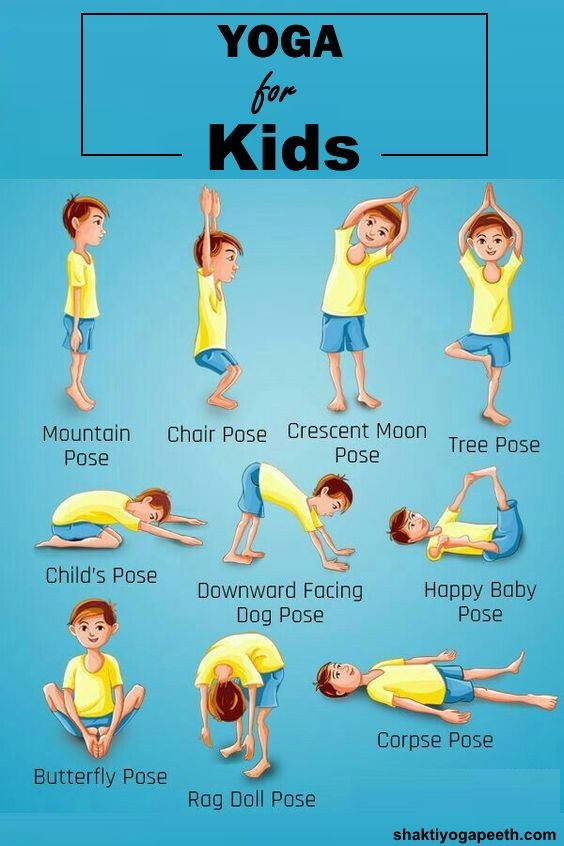 YOGA
for
Kids
Mountain
Pose
Chair Pose
Crescent Moon
Pose
Tree Pose
Child's Pose
Downward Facing
Dog Pose
Happy Baby
Pose
Butterfly Pose
Rag Doll Pose
Corpse Pose
shaktiyogapeeth.com